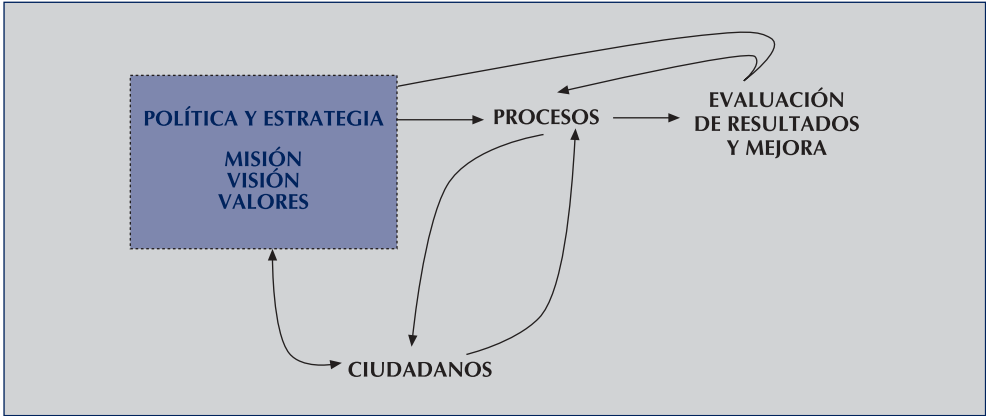 POLÍTICA Y ESTRATEGIA
MISIÓN
VISIÓN
VALORES
PROCESOS
EVALUACIÓN
DE RESULTADOS
Y MEJORA
CIUDADANOS